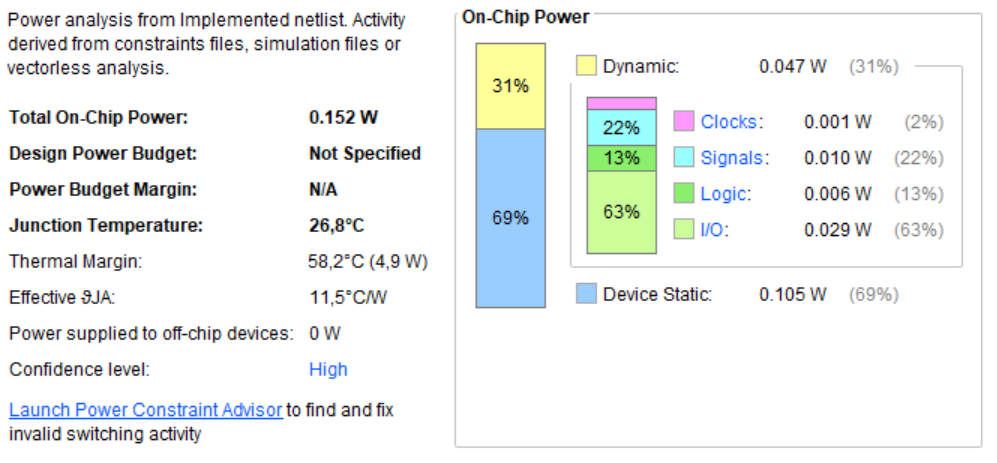 Power analysis from Implemented netlist. Activity
derived from constraints files, simulation files or
vectorless analysis.
Total On-Chip Power: 0.152 W
Design Power Budget: Not Specified
Power Budget Margin: N/A
Junction Temperature: 26,8°C
Thermal Margin: 58,2°C (4,9 W)
Effective ϑJA: 11,5°C/W
Power supplied to off-chip devices: 0 W
Confidence level: High
Launch Power Constraint Advisor to find and fix
invalid switching activity
On-Chip Power
31%
69%
Dynamic: 0.047 W (31%)
22%
13%
63%
Clocks: 0.001 W (2%)
Signals: 0.010 W (22%)
Logic: 0.006 W (13%)
I/O: 0.029 W (63%)
Device Static: 0.105 W (69%)